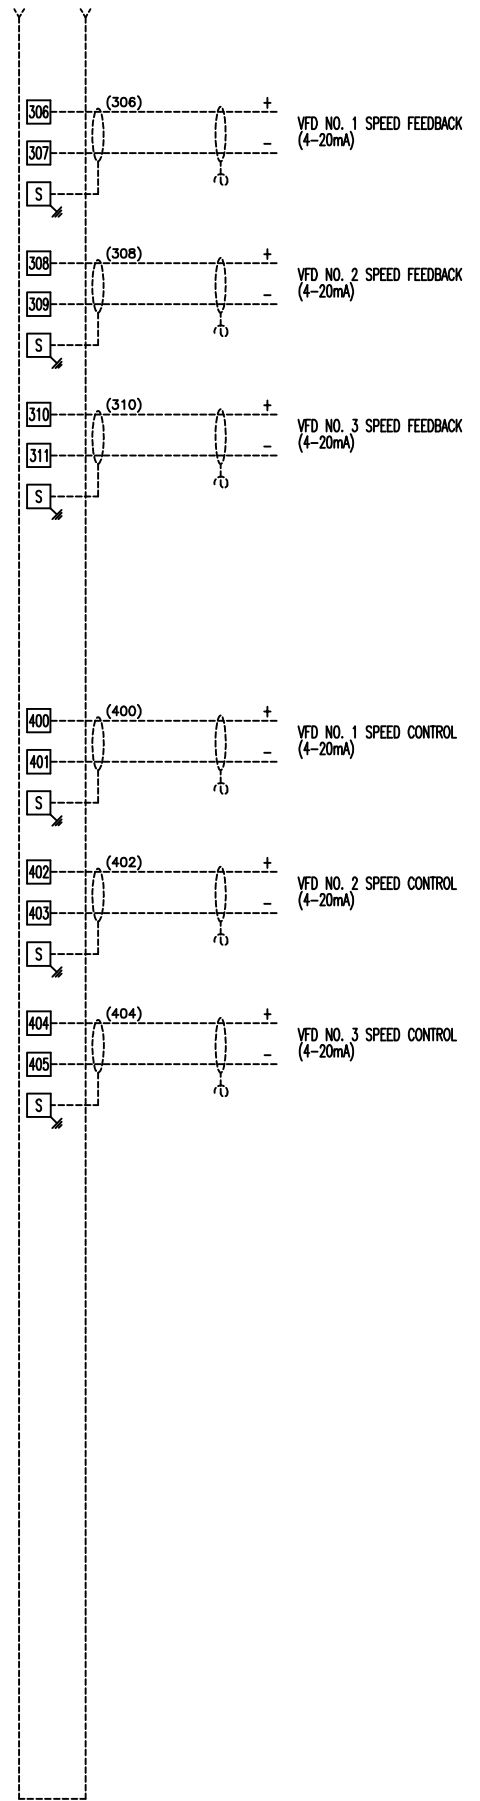 306 (306) +
VFD NO. 1 SPEED FEEDBACK
(4-20mA)
307 -
S
308 (308) +
VFD NO. 2 SPEED FEEDBACK
(4-20mA)
309 -
S
310 (310) +
VFD NO. 3 SPEED FEEDBACK
(4-20mA)
311 -
S
400 (400) +
VFD NO. 1 SPEED CONTROL
(4-20mA)
401 -
S
402 (402) +
VFD NO. 2 SPEED CONTROL
(4-20mA)
403 -
S
404 (404) +
VFD NO. 3 SPEED CONTROL
(4-20mA)
405 -
S